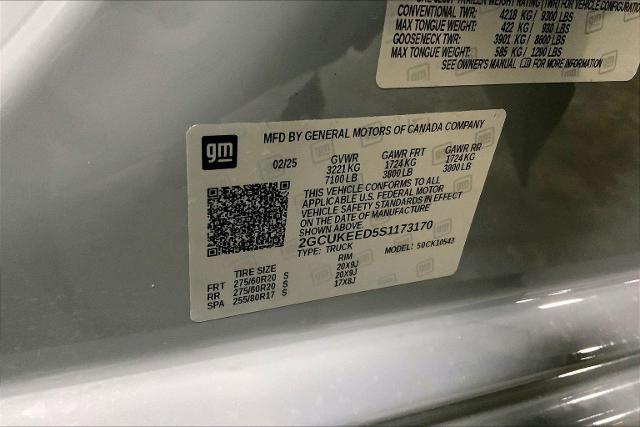 CONVENTIONAL TWR: 4218 KG / 9300 LBS
MAX TONGUE WEIGHT: 422 KG / 930 LBS
GOOSENECK TWR: 3901 KG / 8600 LBS
MAX TONGUE WEIGHT: 585 KG / 1290 LBS
SEE OWNER'S MANUAL FOR MORE INFORMATION
MFD BY GENERAL MOTORS OF CANADA COMPANY
gm
02/25 GVWR GAWR FRT GAWR RR
3221 KG 1724 KG 1724 KG
7100 LB 3800 LB 3800 LB
THIS VEHICLE CONFORMS TO ALL
APPLICABLE U.S. FEDERAL MOTOR
VEHICLE SAFETY STANDARDS IN EFFECT
ON THE DATE OF MANUFACTURE
SHOWN ABOVE.
2GCUKEED5S1173170
TYPE: TRUCK MODEL: 50CK10543
TIRE SIZE RIM
FRT 275/60R20 S 20X9J
RR 275/60R20 S 20X9J
SPA 255/80R17 S 17X8J